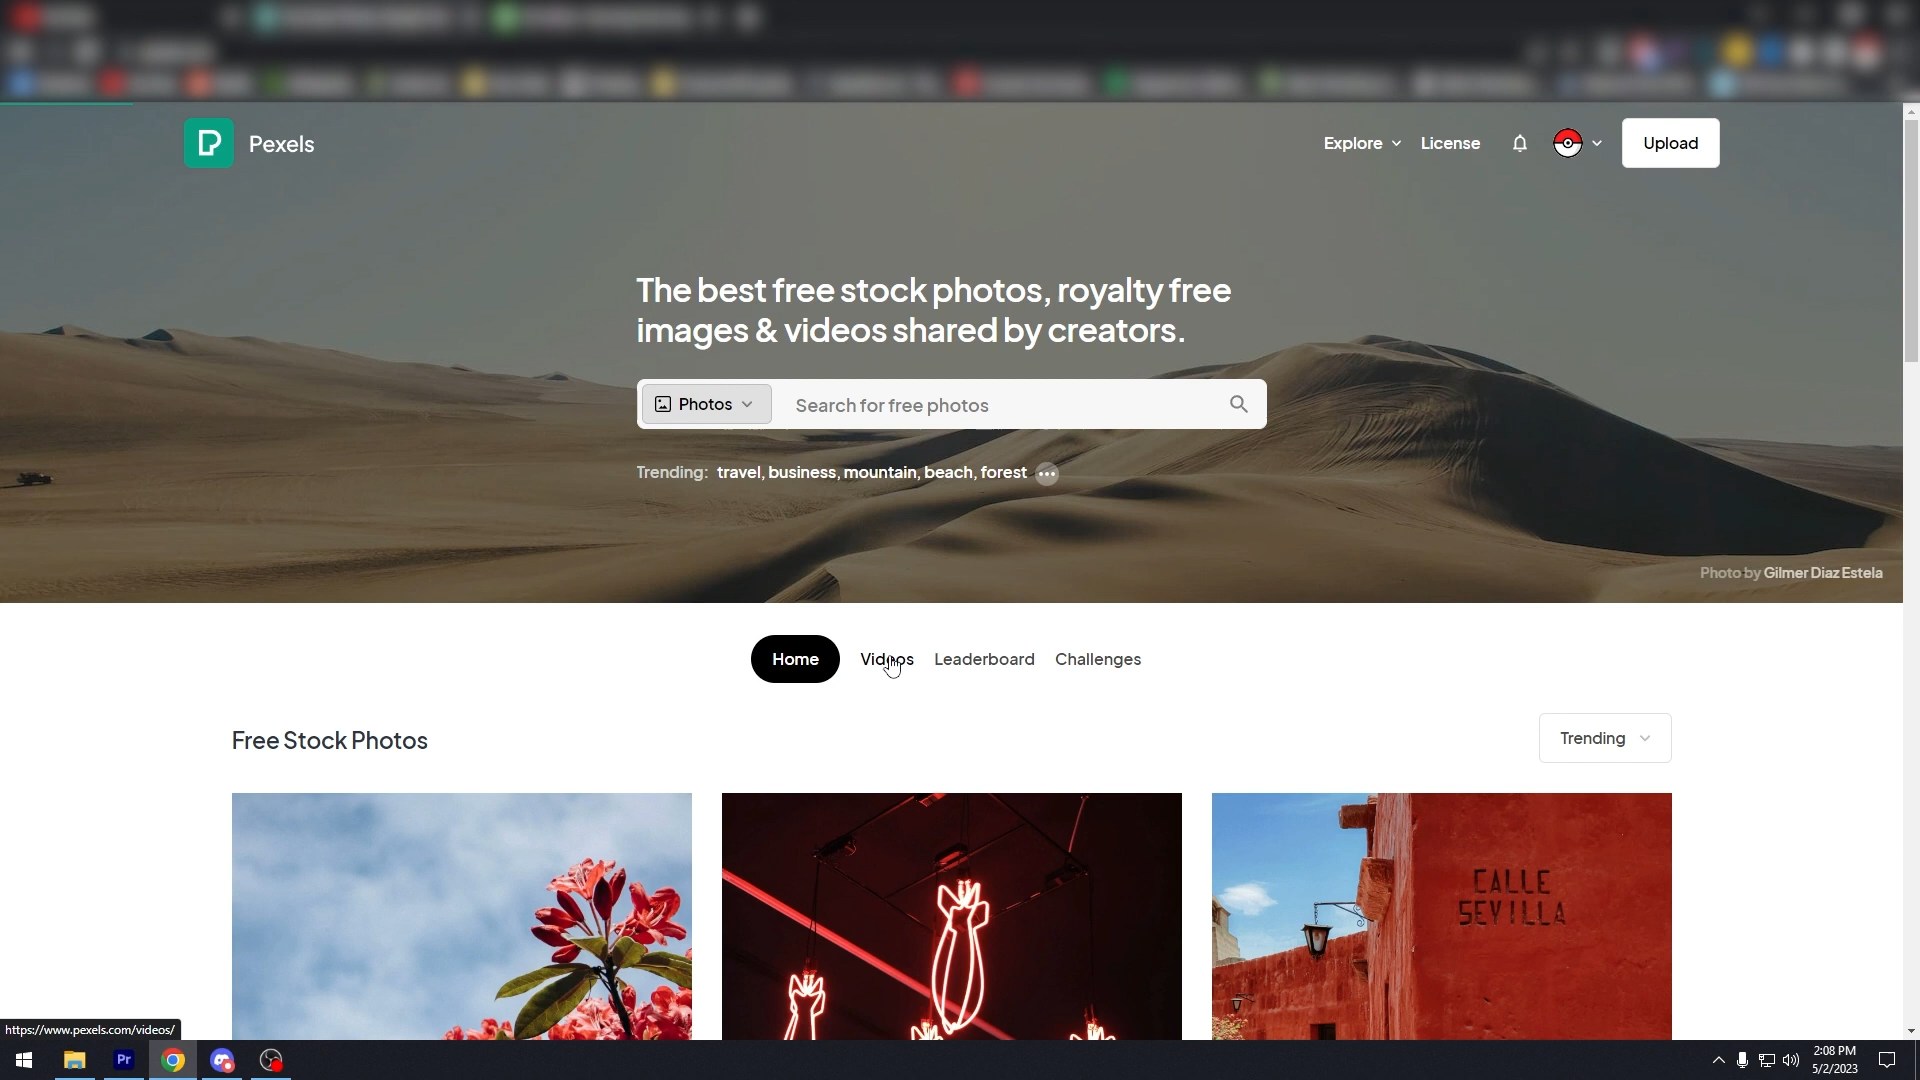 Pexels
Explore
License
Upload
The best free stock photos, royalty free
images & videos shared by creators.
Photos
Search for free photos
Trending: travel, business, mountain, beach, forest
Photo by Gilmer Diaz Estela
Home
Videos
Leaderboard
Challenges
Free Stock Photos
Trending
CALLE
SEVILLA
https://www.pexels.com/videos/
Pr
2:08 PM
5/2/2023